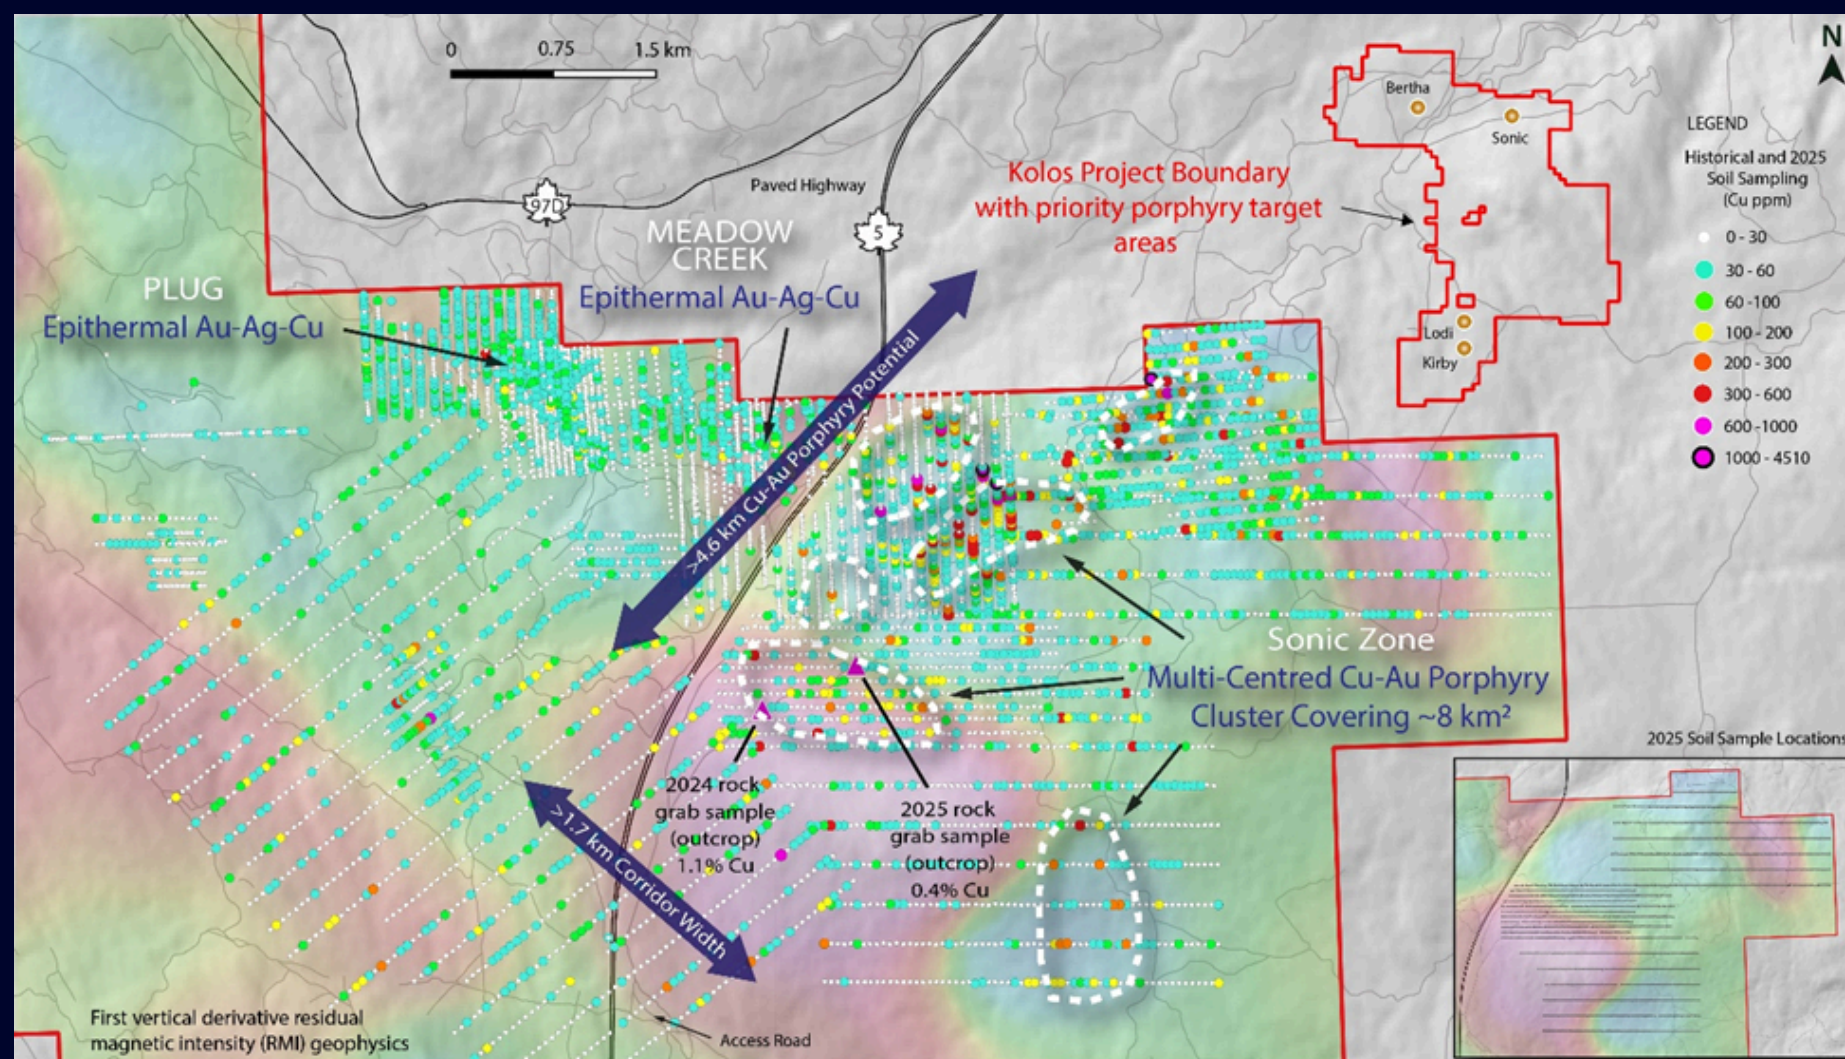 0 0.75 1.5 km
N
97D
Paved Highway
5
MEADOW
CREEK
Epithermal Au-Ag-Cu
PLUG
Epithermal Au-Ag-Cu
Kolos Project Boundary
with priority porphyry target
areas
Bertha
Sonic
Lodi
Kirby
LEGEND
Historical and 2025
Soil Sampling
(Cu ppm)
0 - 30
30 - 60
60 -100
100 - 200
200 - 300
300 - 600
600 -1000
1000 - 4510
>4.6 km Cu-Au Porphyry Potential
Sonic Zone
Multi-Centred Cu-Au Porphyry
Cluster Covering ~8 km²
2024 rock
grab sample
(outcrop)
1.1% Cu
2025 rock
grab sample
(outcrop)
0.4% Cu
>1.7 km Corridor Width
2025 Soil Sample Locations
First vertical derivative residual
magnetic intensity (RMI) geophysics
Access Road